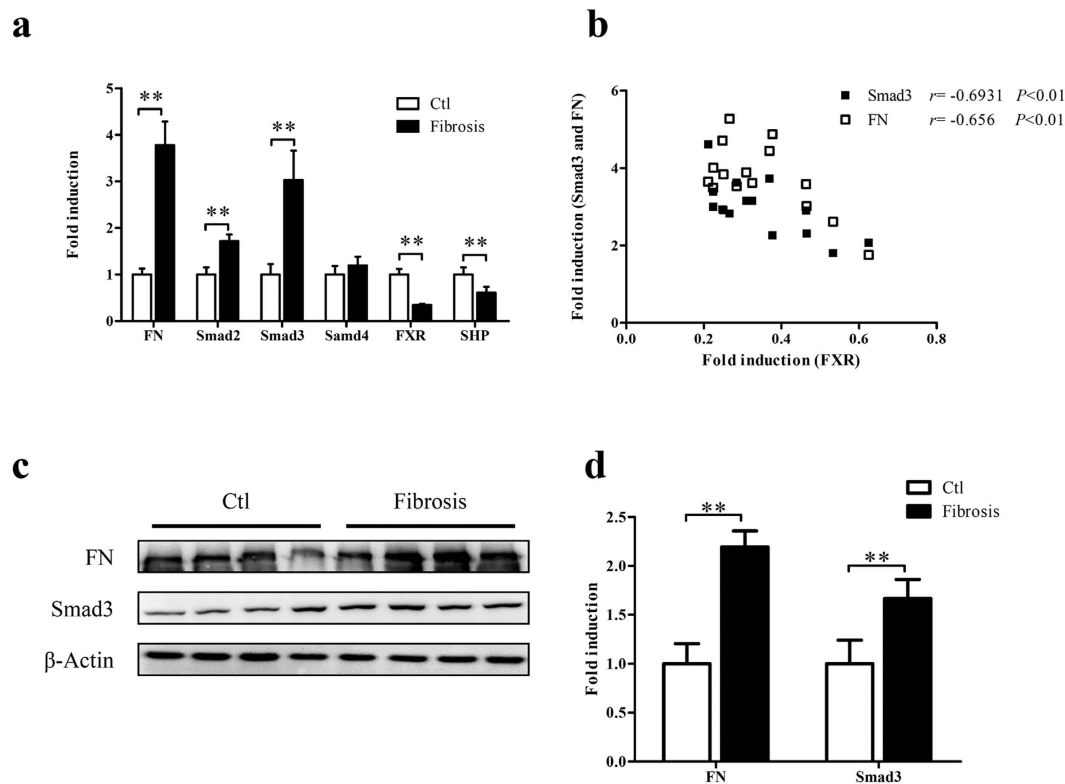 a
Fold induction
5
4
3
2
1
0
**
**
**
**
**
Ctl
Fibrosis
FN
Smad2
Smad3
Samd4
FXR
SHP
b
Fold induction (Smad3 and FN)
6
4
2
0
Smad3 r= -0.6931 P<0.01
FN r= -0.656 P<0.01
0.0
0.2
0.4
0.6
0.8
Fold induction (FXR)
c
Ctl
Fibrosis
FN
Smad3
β-Actin
d
Ctl
Fibrosis
Fold induction
2.5
2.0
1.5
1.0
0.5
0.0
**
**
FN
Smad3